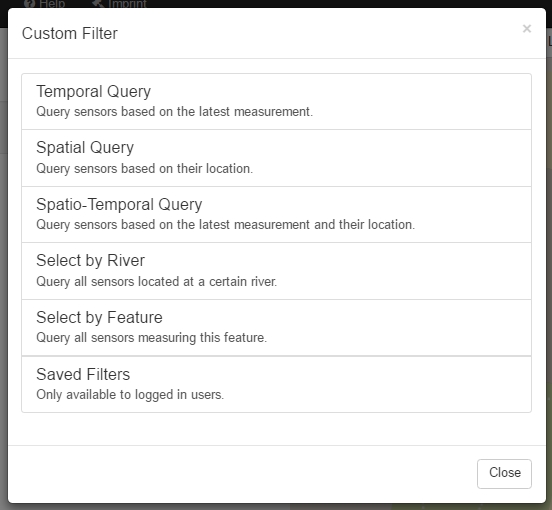 Help Imprint
Custom Filter ×
Temporal Query
Query sensors based on the latest measurement.
Spatial Query
Query sensors based on their location.
Spatio-Temporal Query
Query sensors based on the latest measurement and their location.
Select by River
Query all sensors located at a certain river.
Select by Feature
Query all sensors measuring this feature.
Saved Filters
Only available to logged in users.
Close